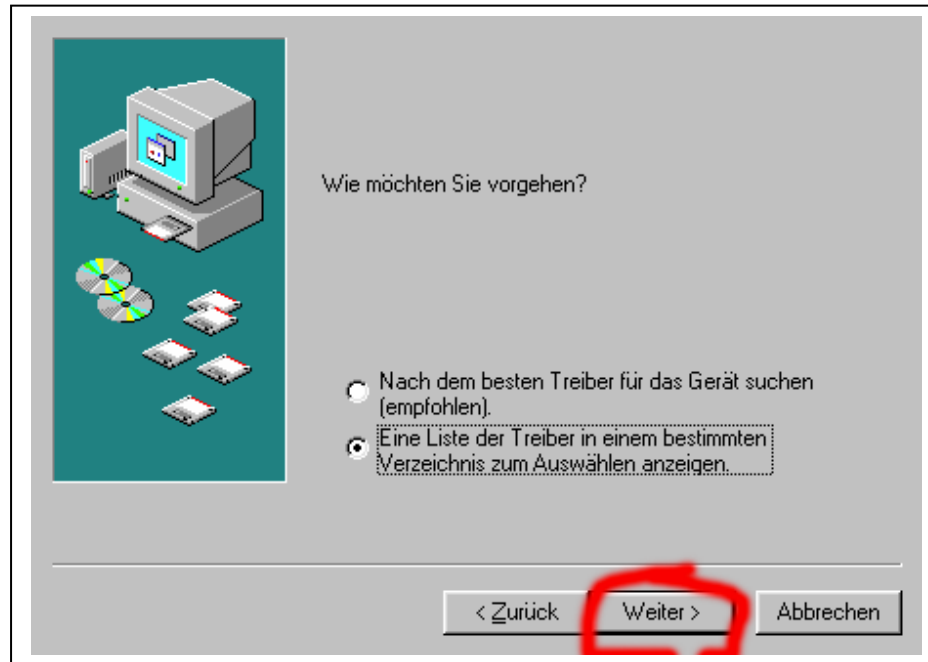 Wie möchten Sie vorgehen?
Nach dem besten Treiber für das Gerät suchen
(empfohlen).
Eine Liste der Treiber in einem bestimmten
Verzeichnis zum Auswählen anzeigen.
< Zurück
Weiter >
Abbrechen